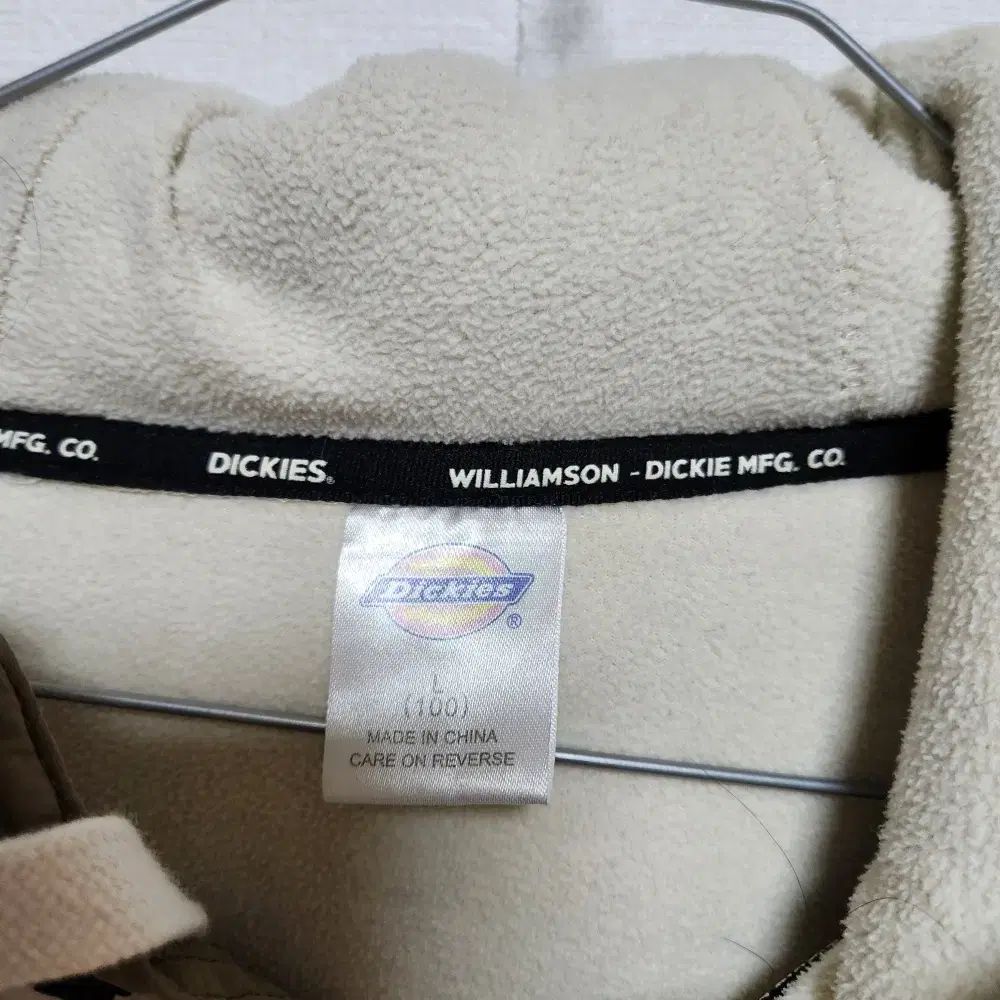 MFG. CO. DICKIES® WILLIAMSON - DICKIE MFG. CO.
Dickies®
L
(100)
MADE IN CHINA
CARE ON REVERSE